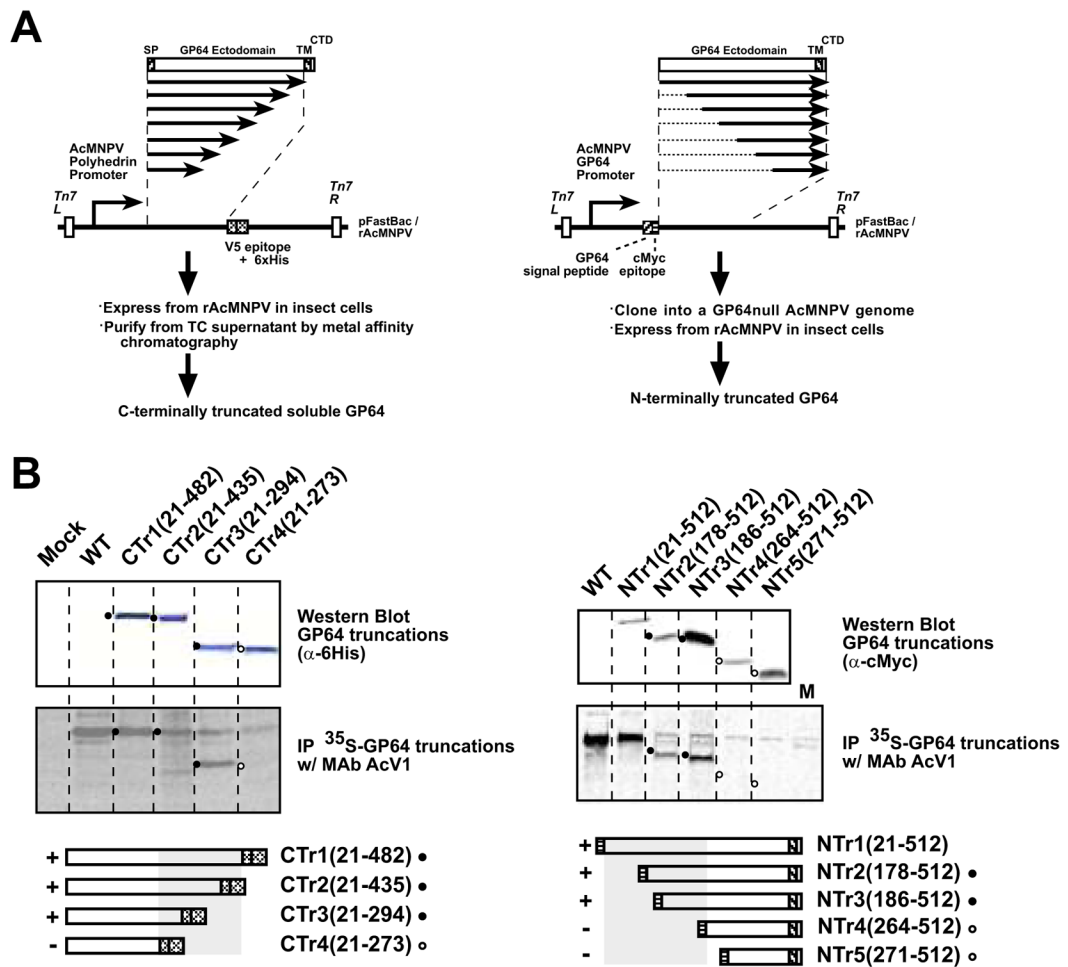 A
SP GP64 Ectodomain TM CTD
AcMNPV
Polyhedrin
Promoter
Tn7
L
Tn7
R
pFastBac /
rAcMNPV
V5 epitope
+ 6xHis
·Express from rAcMNPV in insect cells
·Purify from TC supernatant by metal affinity
chromatography
C-terminally truncated soluble GP64
GP64 Ectodomain TM CTD
AcMNPV
GP64
Promoter
Tn7
L
Tn7
R
pFastBac /
rAcMNPV
GP64
signal peptide
cMyc
epitope
·Clone into a GP64null AcMNPV genome
·Express from rAcMNPV in insect cells
N-terminally truncated GP64
B
Mock
WT
CTr1(21-482)
CTr2(21-435)
CTr3(21-294)
CTr4(21-273)
Western Blot
GP64 truncations
(α-6His)
IP 35S-GP64 truncations
w/ MAb AcV1
+ CTr1(21-482)
+ CTr2(21-435)
+ CTr3(21-294)
- CTr4(21-273)
WT
NTr1(21-512)
NTr2(178-512)
NTr3(186-512)
NTr4(264-512)
NTr5(271-512)
Western Blot
GP64 truncations
(α-cMyc)
M
IP 35S-GP64 truncations
w/ MAb AcV1
+ NTr1(21-512)
+ NTr2(178-512)
+ NTr3(186-512)
- NTr4(264-512)
- NTr5(271-512)